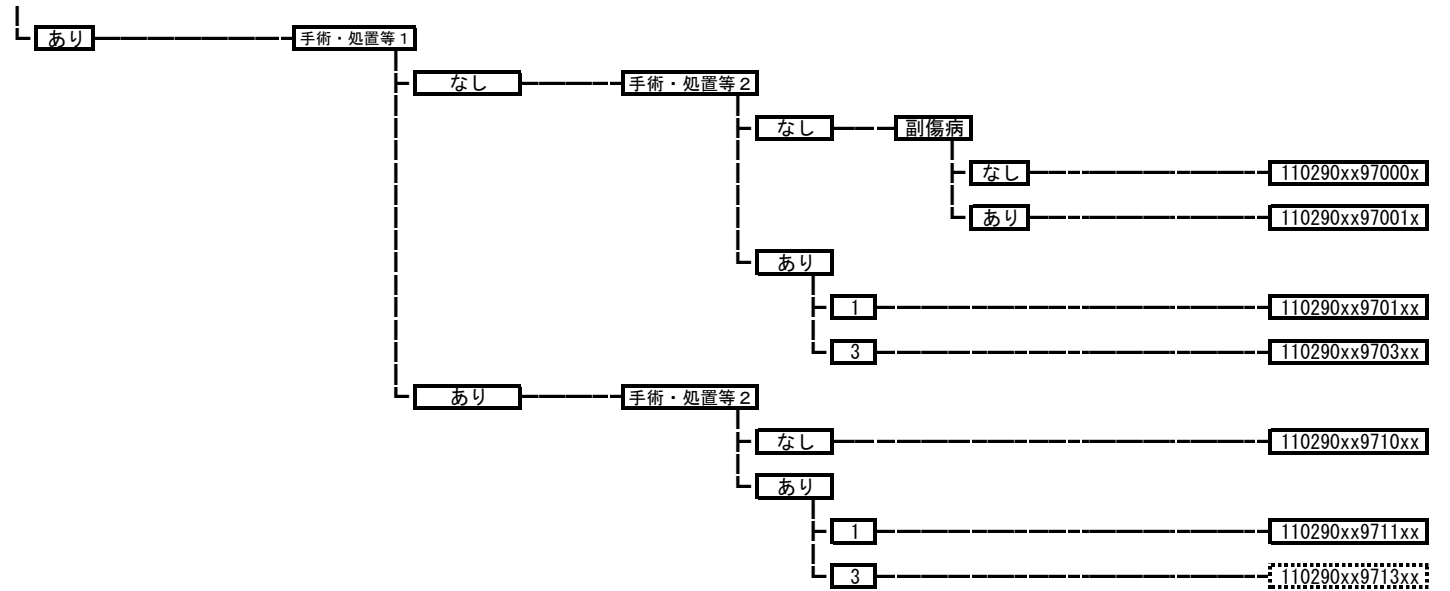 あり 手術・処置等1
なし 手術・処置等2
なし 副傷病
なし 110290xx97000x
あり 110290xx97001x
あり
1 110290xx9701xx
3 110290xx9703xx
あり 手術・処置等2
なし 110290xx9710xx
あり
1 110290xx9711xx
3 110290xx9713xx